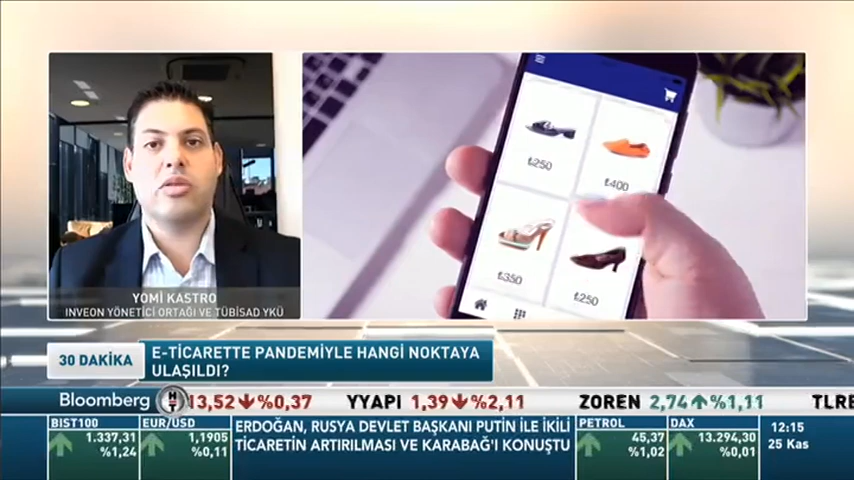 ₺250
₺400
₺350
₺250
YOMİ KASTRO
INVEON YÖNETİCİ ORTAĞI VE TÜBİSAD YKÜ
30 DAKİKA
E-TİCARETTE PANDEMİYLE HANGİ NOKTAYA
ULAŞILDI?
Bloomberg HT
13,52 %0,37 YYAPI 1,39 %2,11 ZOREN 2,74 %1,11 TLRE
BIST100
1.337,31
%1,24
EUR/USD
1,1905
%0,11
ERDOĞAN, RUSYA DEVLET BAŞKANI PUTİN İLE İKİLİ
TİCARETİN ARTIRILMASI VE KARABAĞ'I KONUŞTU
PETROL
45,37
%1,02
DAX
13.294,30
%0,01
12:15
25 Kas